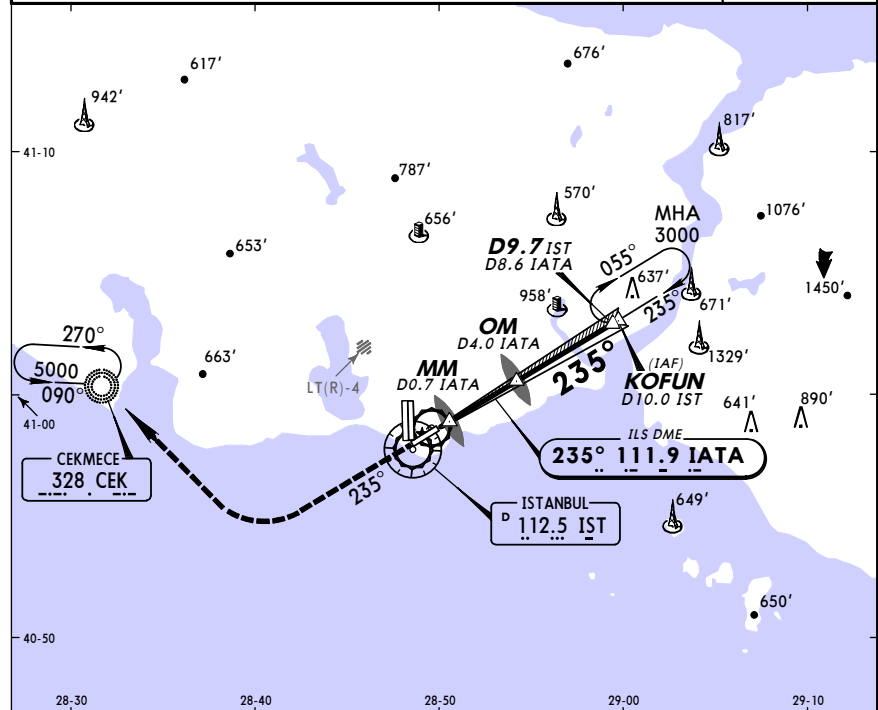 617'
676'
942'
817'
41-10
787'
570'
1076'
656'
MHA
3000
653'
D9.7 IST
D8.6 IATA
055°
637'
1450'
958'
235°
671'
OM
D4.0 IATA
270°
663'
MM
D0.7 IATA
235°
(IAF)
KOFUN
D10.0 IST
1329'
5000
090°
LT(R)-4
641'
890'
41-00
ILS DME
235° 111.9 IATA
CEKMECE
328 CEK
235°
ISTANBUL
D 112.5 IST
649'
650'
40-50
28-30
28-40
28-50
29-00
29-10